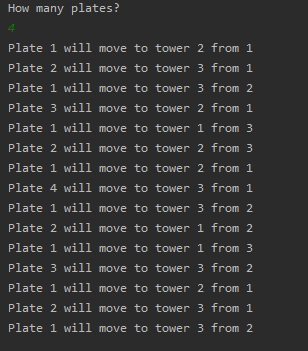 How many plates?
4
Plate 1 will move to tower 2 from 1
Plate 2 will move to tower 3 from 1
Plate 1 will move to tower 3 from 2
Plate 3 will move to tower 2 from 1
Plate 1 will move to tower 1 from 3
Plate 2 will move to tower 2 from 3
Plate 1 will move to tower 2 from 1
Plate 4 will move to tower 3 from 1
Plate 1 will move to tower 3 from 2
Plate 2 will move to tower 1 from 2
Plate 1 will move to tower 1 from 3
Plate 3 will move to tower 3 from 2
Plate 1 will move to tower 2 from 1
Plate 2 will move to tower 3 from 1
Plate 1 will move to tower 3 from 2